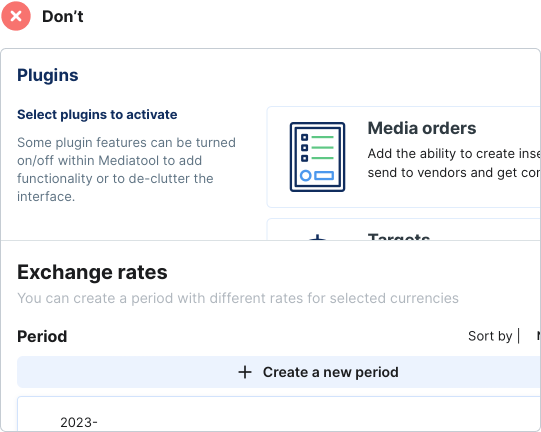 Don't
Plugins
Select plugins to activate
Some plugin features can be turned
on/off within Mediatool to add
functionality or to de-clutter the
interface.
Media orders
Add the ability to create inse
send to vendors and get con
Targets
Exchange rates
You can create a period with different rates for selected currencies
Period
Sort by
+ Create a new period
2023-